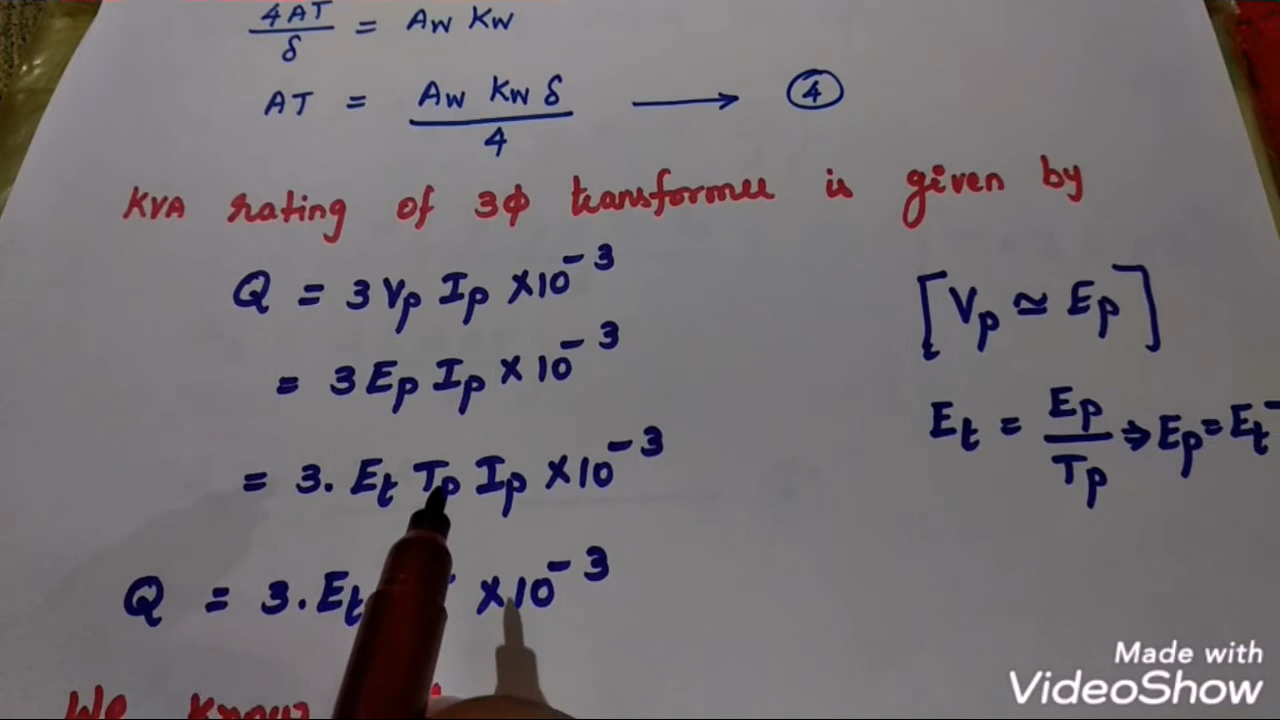 4AT / δ = Aw Kw
AT = Aw Kw δ / 4 ⟶ ④
KVA rating of 3ϕ transformer is given by
Q = 3 Vp Ip ×10⁻³
[Vp ≃ Ep]
= 3 Ep Ip ×10⁻³
Et = Ep / Tp ⇒ Ep = Et
= 3. Et Tp Ip ×10⁻³
Q = 3. Et ×10⁻³
We know
Made with
VideoShow